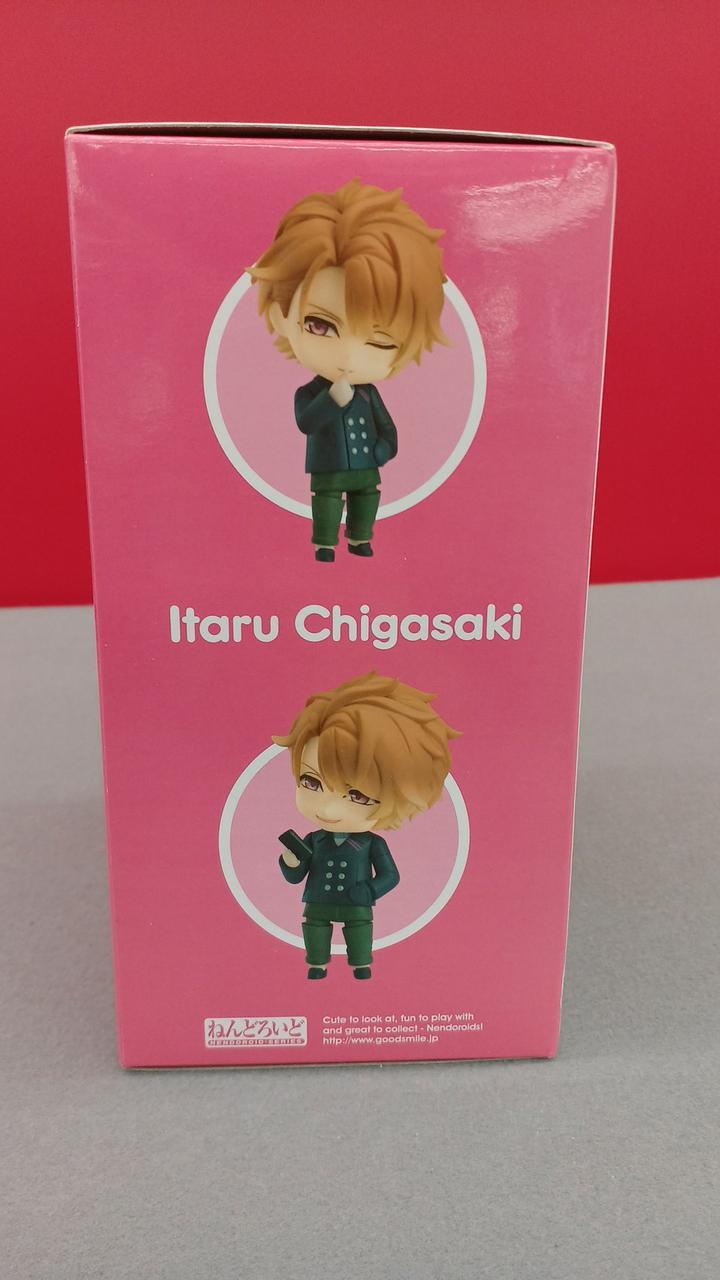 Itaru Chigasaki
ねんどろいど
NENDOROID SERIES
Cute to look at, fun to play with
and great to collect - Nendoroids!
http://www.goodsmile.jp